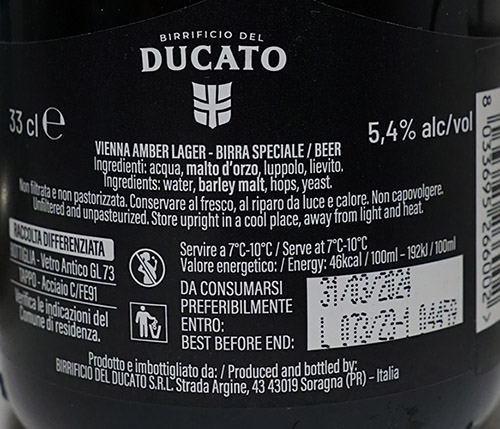 BIRRIFICIO DEL
DUCATO
33 cl e
5,4% alc/vol
VIENNA AMBER LAGER - BIRRA SPECIALE / BEER
Ingredienti: acqua, malto d'orzo, luppolo, lievito.
Ingredients: water, barley malt, hops, yeast.
Non filtrata e non pastorizzata. Conservare al fresco, al riparo da luce e calore. Non capovolgere.
Unfiltered and unpasteurized. Store upright in a cool place, away from light and heat.
RACCOLTA DIFFERENZIATA
- Vetro Antico GL 73
TAPPO - Acciaio C/FE91
Verifica le indicazioni del
Comune di residenza.
Servire a 7°C-10°C / Serve at 7°C-10°C
Valore energetico: / Energy: 46kcal / 100ml - 192kJ / 100ml
DA CONSUMARSI
PREFERIBILMENTE
ENTRO:
BEST BEFORE END:
Prodotto e imbottigliato da: / Produced and bottled by:
BIRRIFICIO DEL DUCATO S.R.L. Strada Argine, 43 43019 Soragna (PR) - Italia
8 033695 266002 >